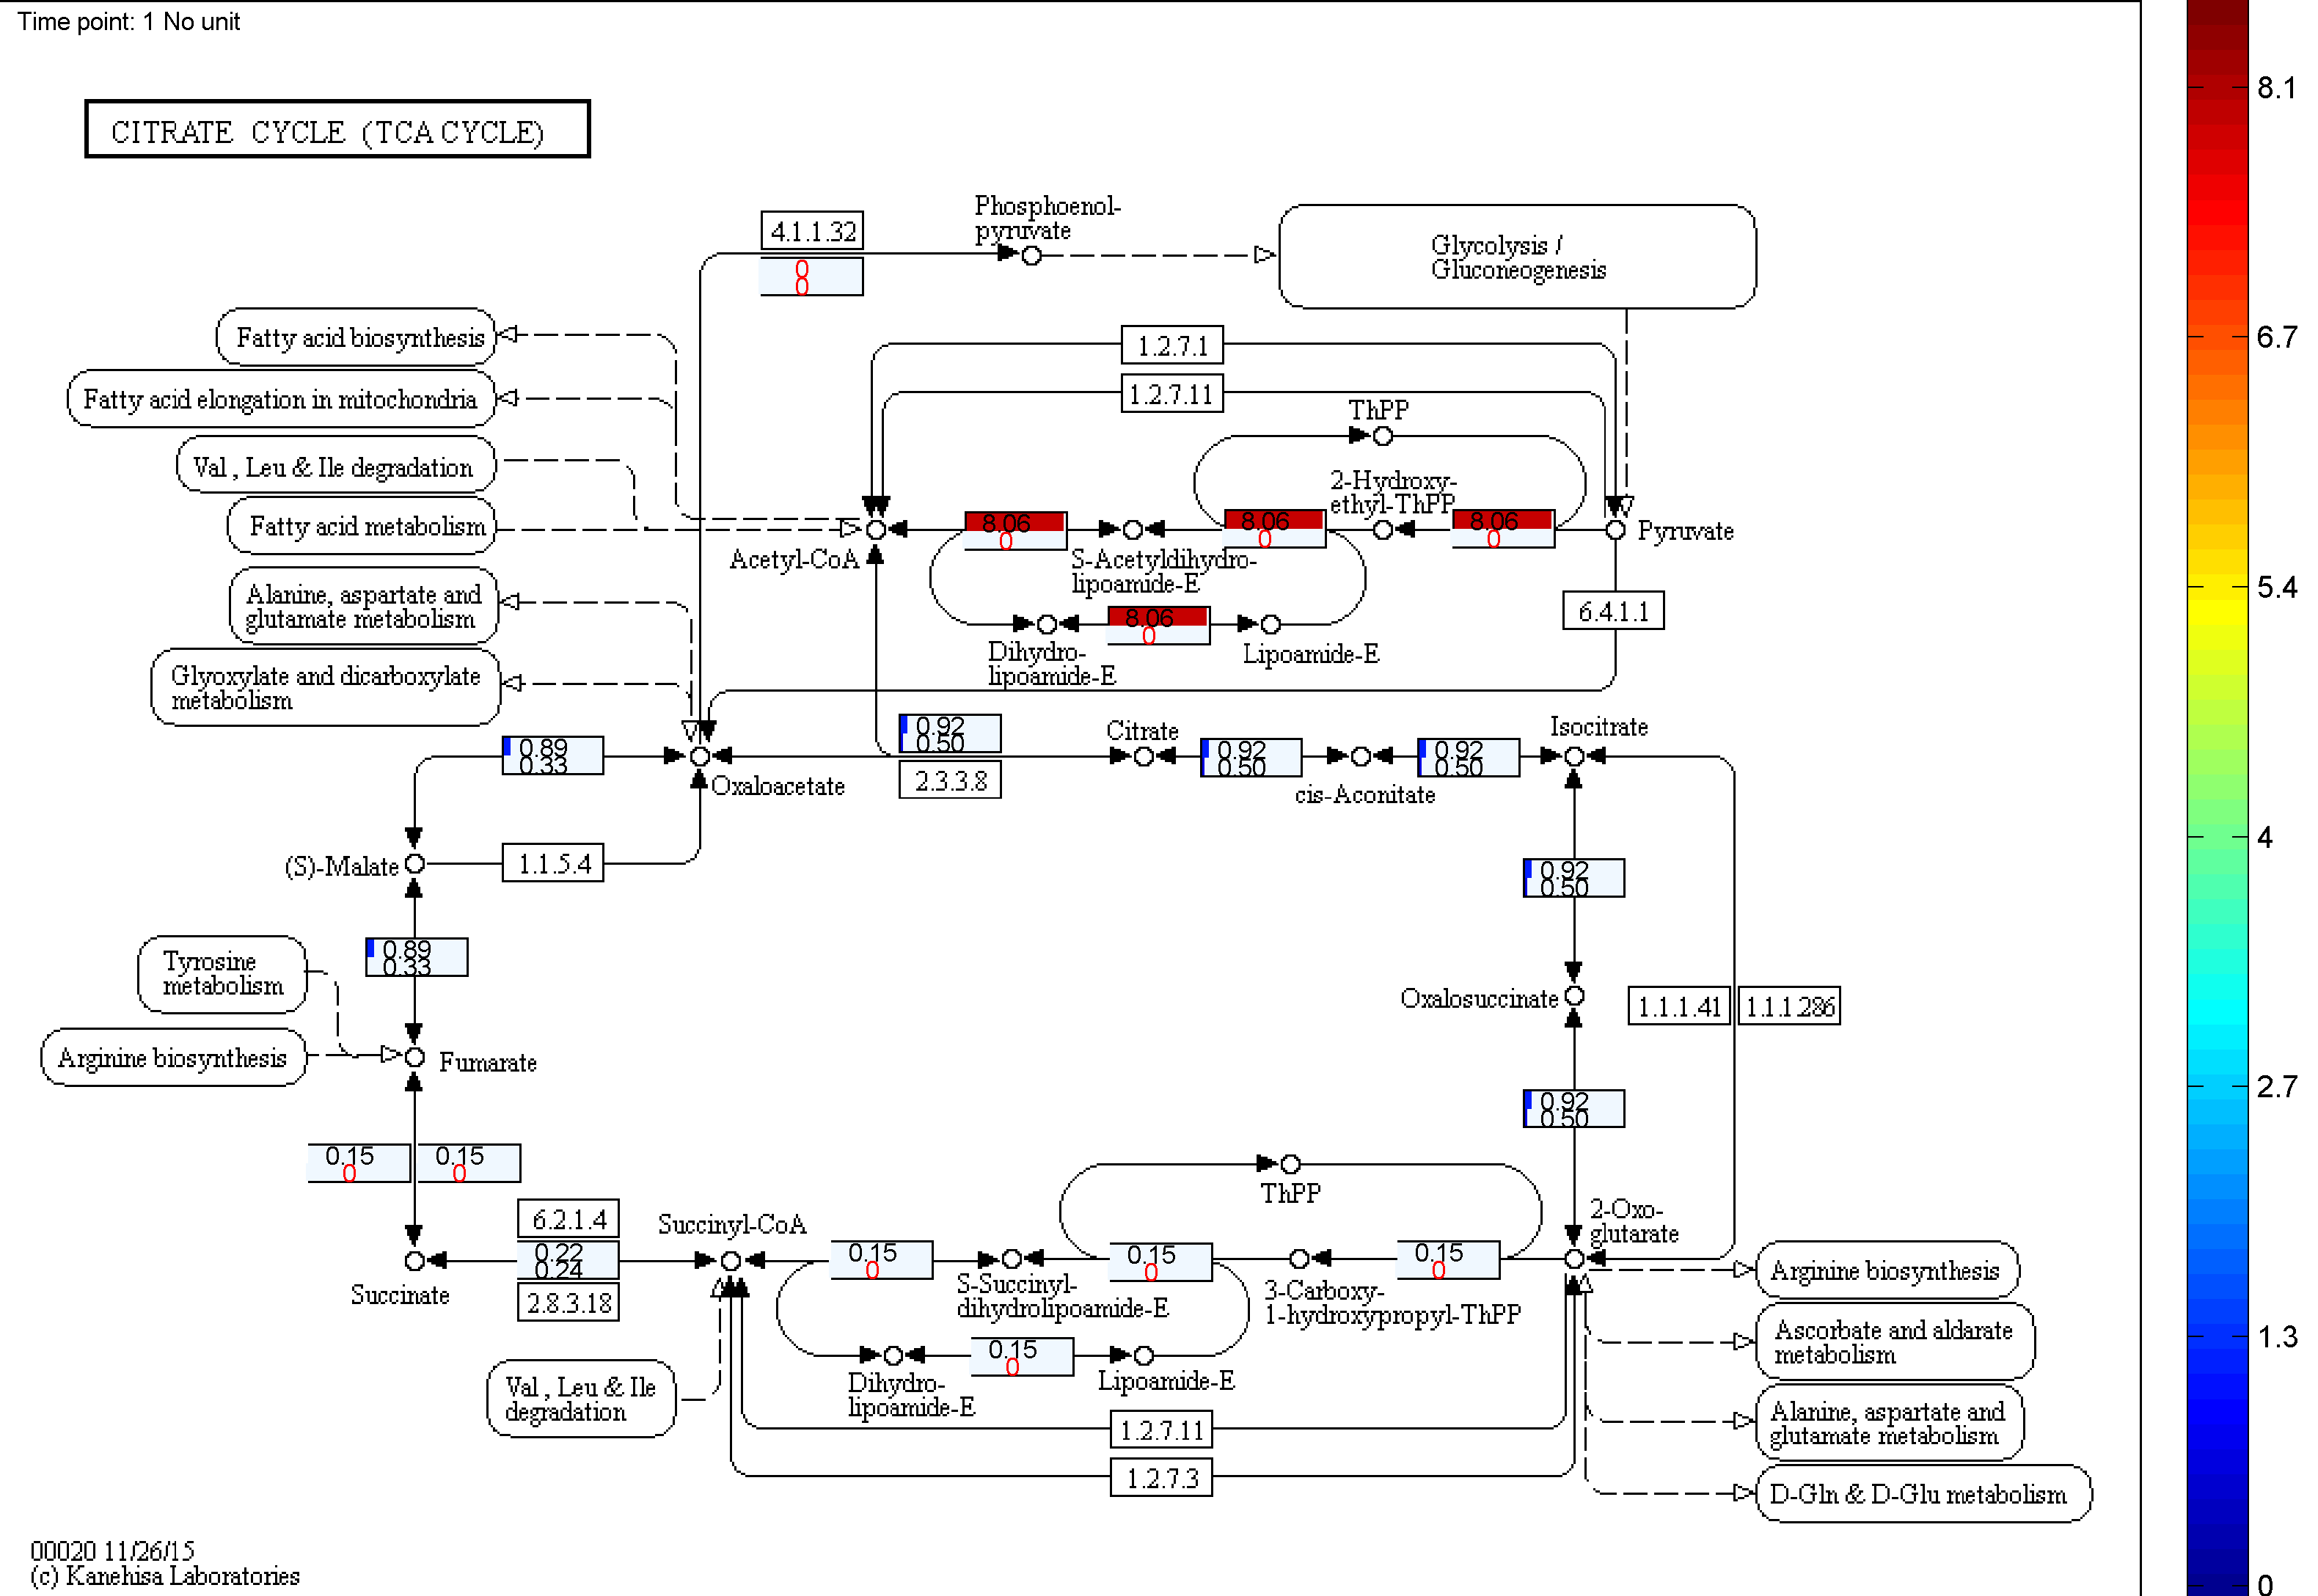 Time point: 1 No unit
8.1
6.7
5.4
4
2.7
1.3
0
CITRATE CYCLE (TCA CYCLE)
4.1.1.32
0
0
Phosphoenol-
pyruvate
Glycolysis /
Gluconeogenesis
Fatty acid biosynthesis
Fatty acid elongation in mitochondria
Val , Leu & Ile degradation
Fatty acid metabolism
Alanine, aspartate and
glutamate metabolism
Glyoxylate and dicarboxylate
metabolism
1.2.7.1
1.2.7.11
ThPP
2-Hydroxy-
ethyl-ThPP
Acetyl-CoA
8.06
0
S-Acetyldihydro-
lipoamide-E
8.06
0
8.06
0
Pyruvate
6.4.1.1
Dihydro-
lipoamide-E
8.06
0
Lipoamide-E
0.89
0.33
Oxaloacetate
0.92
0.50
2.3.3.8
Citrate
0.92
0.50
cis-Aconitate
0.92
0.50
Isocitrate
(S)-Malate
1.1.5.4
0.92
0.50
0.89
0.33
Tyrosine
metabolism
Arginine biosynthesis
Fumarate
Oxalosuccinate
1.1.1.41
1.1.1.286
0.92
0.50
0.15
0
0.15
0
ThPP
Succinate
6.2.1.4
0.22
0.24
2.8.3.18
Succinyl-CoA
0.15
0
S-Succinyl-
dihydrolipoamide-E
0.15
0
3-Carboxy-
1-hydroxypropyl-ThPP
0.15
0
2-Oxo-
glutarate
Val , Leu & Ile
degradation
Dihydro-
lipoamide-E
0.15
0
Lipoamide-E
1.2.7.11
1.2.7.3
Arginine biosynthesis
Ascorbate and aldarate
metabolism
Alanine, aspartate and
glutamate metabolism
D-Gln & D-Glu metabolism
00020 11/26/15
(c) Kanehisa Laboratories